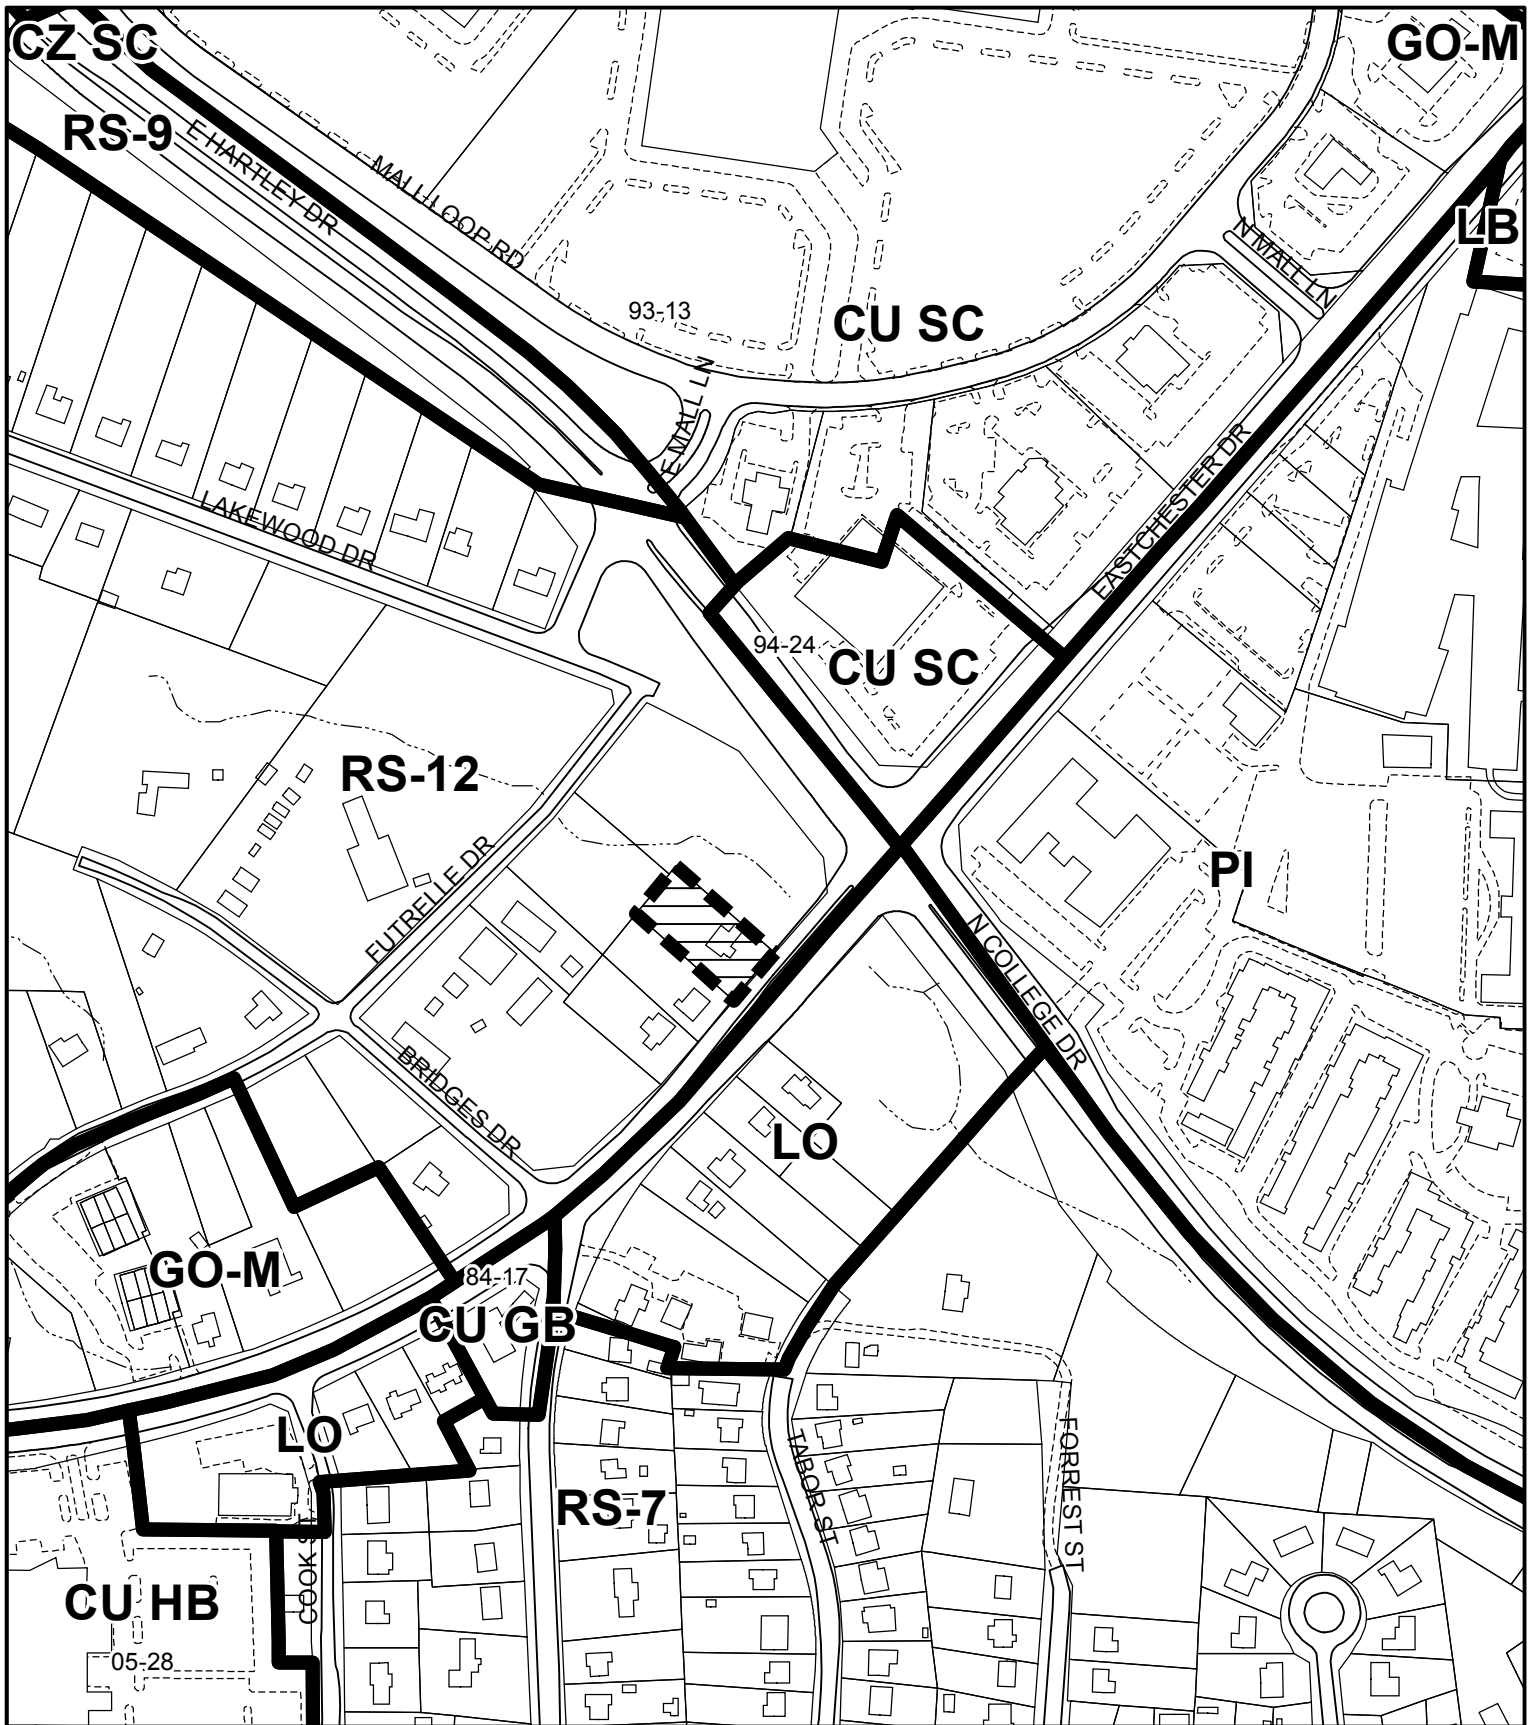 CZ SC
GO-M
RS-9
E HARTLEY DR
MALL LOOP RD
LB
N MALL LN
93-13
CU SC
E MALL LN
EASTCHESTER DR
LAKEWOOD DR
94-24
CU SC
RS-12
FUTRELLE DR
PI
N COLLEGE DR
BRIDGES DR
LO
GO-M
84-17
CU GB
LO
RS-7
TABOR ST
FORREST ST
COOK ST
CU HB
05-28